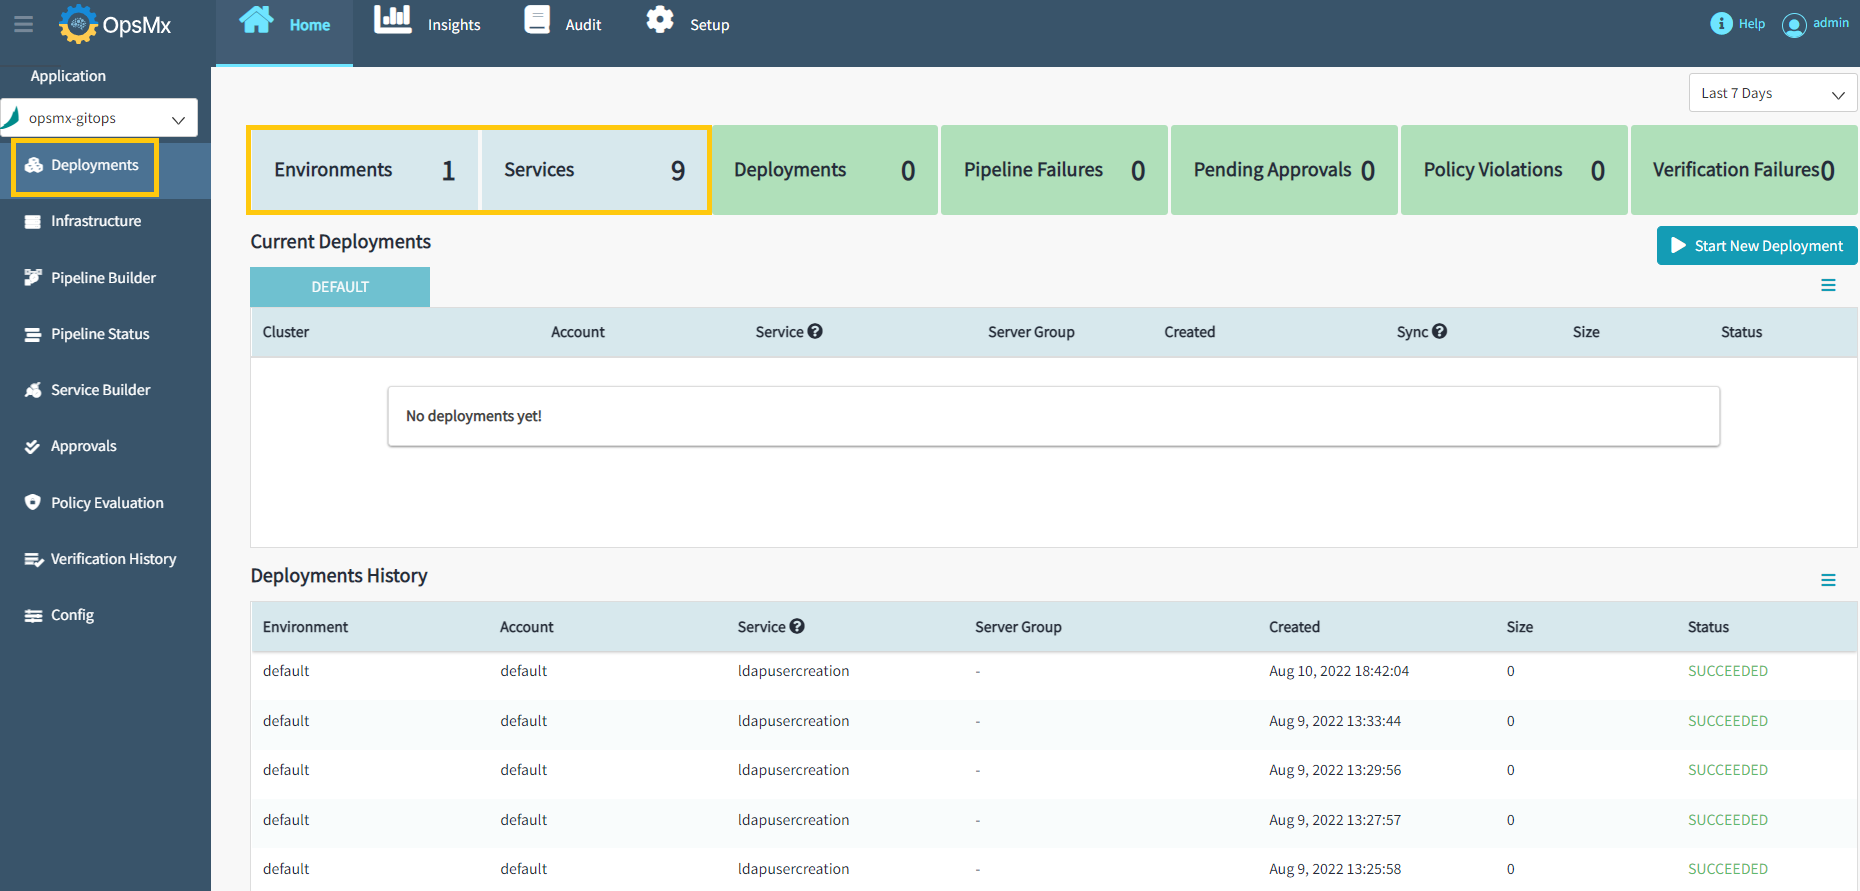 OpsMx
Home
Insights
Audit
Setup
Help
admin
Application
opsmx-gitops
Deployments
Infrastructure
Pipeline Builder
Pipeline Status
Service Builder
Approvals
Policy Evaluation
Verification History
Config
Last 7 Days
Environments 1
Services 9
Deployments 0
Pipeline Failures 0
Pending Approvals 0
Policy Violations 0
Verification Failures 0
Current Deployments
Start New Deployment
DEFAULT
Cluster Account Service Server Group Created Sync Size Status
No deployments yet!
Deployments History
Environment Account Service Server Group Created Size Status
default default ldapusercreation - Aug 10, 2022 18:42:04 0 SUCCEEDED
default default ldapusercreation - Aug 9, 2022 13:33:44 0 SUCCEEDED
default default ldapusercreation - Aug 9, 2022 13:29:56 0 SUCCEEDED
default default ldapusercreation - Aug 9, 2022 13:27:57 0 SUCCEEDED
default default ldapusercreation - Aug 9, 2022 13:25:58 0 SUCCEEDED